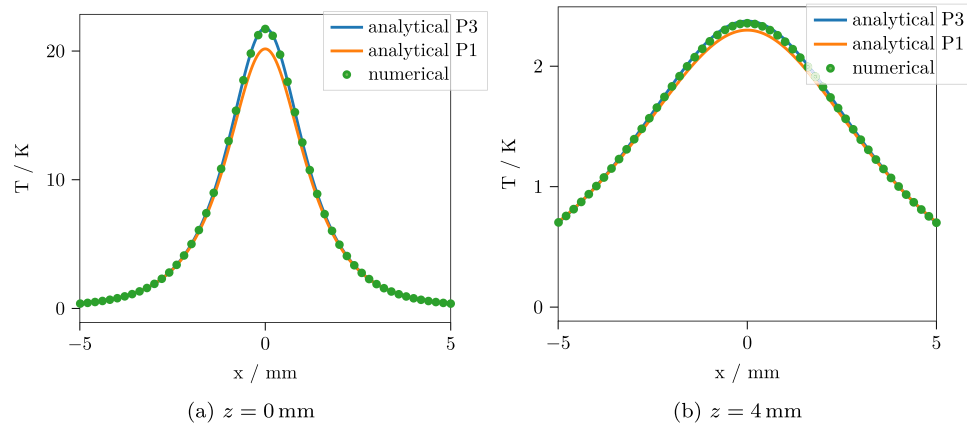 analytical P3
analytical P1
numerical
20
10
0
T / K
−5
0
5
x / mm
(a) z = 0 mm
analytical P3
analytical P1
numerical
2
1
0
T / K
−5
0
5
x / mm
(b) z = 4 mm